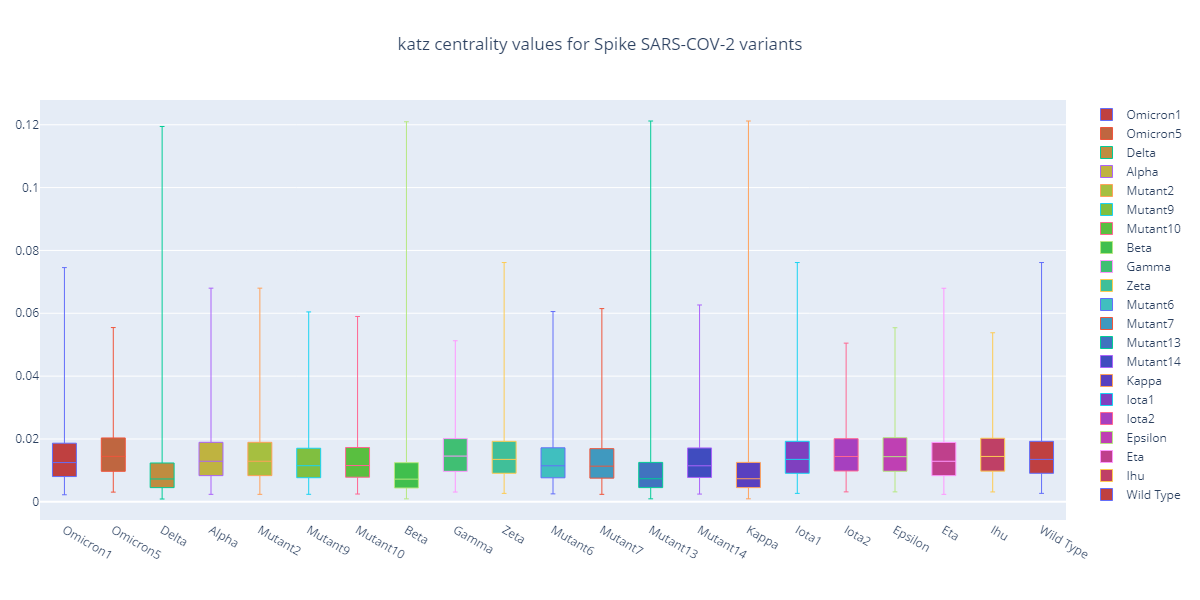 katz centrality values for Spike SARS-COV-2 variants
0.12
0.1
0.08
0.06
0.04
0.02
0
Omicron1
Omicron5
Delta
Alpha
Mutant2
Mutant9
Mutant10
Beta
Gamma
Zeta
Mutant6
Mutant7
Mutant13
Mutant14
Kappa
Iota1
Iota2
Epsilon
Eta
Ihu
Wild Type
Omicron1
Omicron5
Delta
Alpha
Mutant2
Mutant9
Mutant10
Beta
Gamma
Zeta
Mutant6
Mutant7
Mutant13
Mutant14
Kappa
Iota1
Iota2
Epsilon
Eta
Ihu
Wild Type